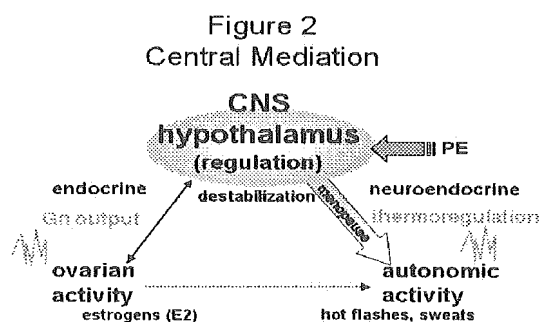 Figure 2
Central Mediation
CNS
hypothalamus
(regulation)
PE
endocrine
destabilization
menopause
neuroendocrine
Gn output
thermoregulation
ovarian
activity
estrogens (E2)
autonomic
activity
hot flashes, sweats